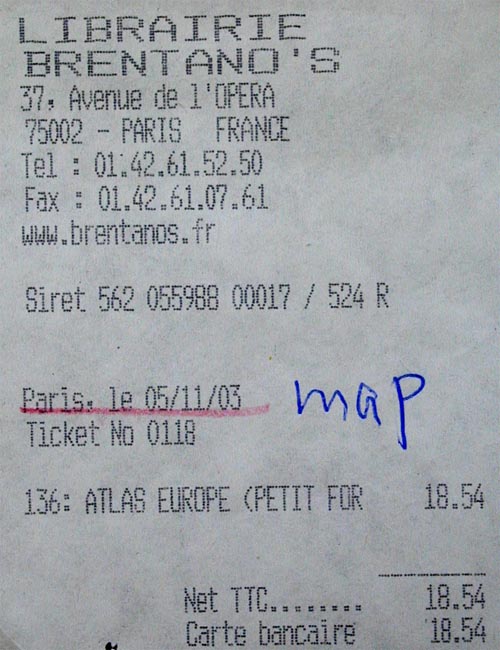 LIBRAIRIE
BRENTANO'S
37, Avenue de l'OPERA
75002 - PARIS FRANCE
Tel : 01.42.61.52.50
Fax : 01.42.61.07.61
www.brentanos.fr
Siret 562 055988 00017 / 524 R
Paris, le 05/11/03 map
Ticket No 0118
136: ATLAS EUROPE (PETIT FOR 18.54
Net TTC........ 18.54
Carte bancaire 18.54